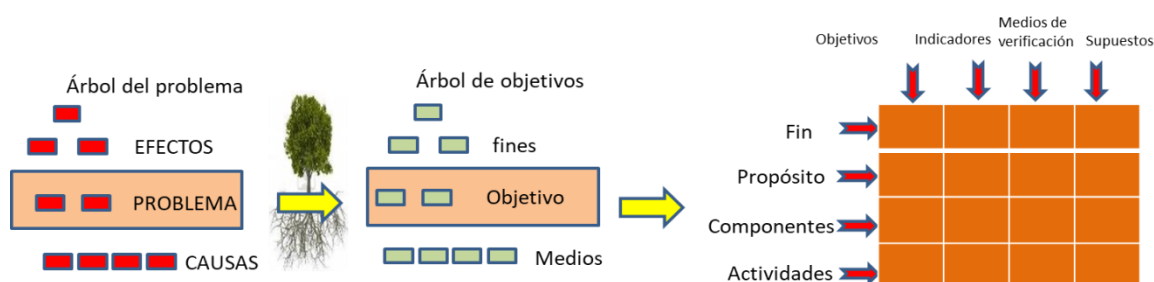 Árbol del problema
EFECTOS
PROBLEMA
CAUSAS
Árbol de objetivos
fines
Objetivo
Medios
Objetivos
Indicadores
Medios de
verificación
Supuestos
Fin
Propósito
Componentes
Actividades